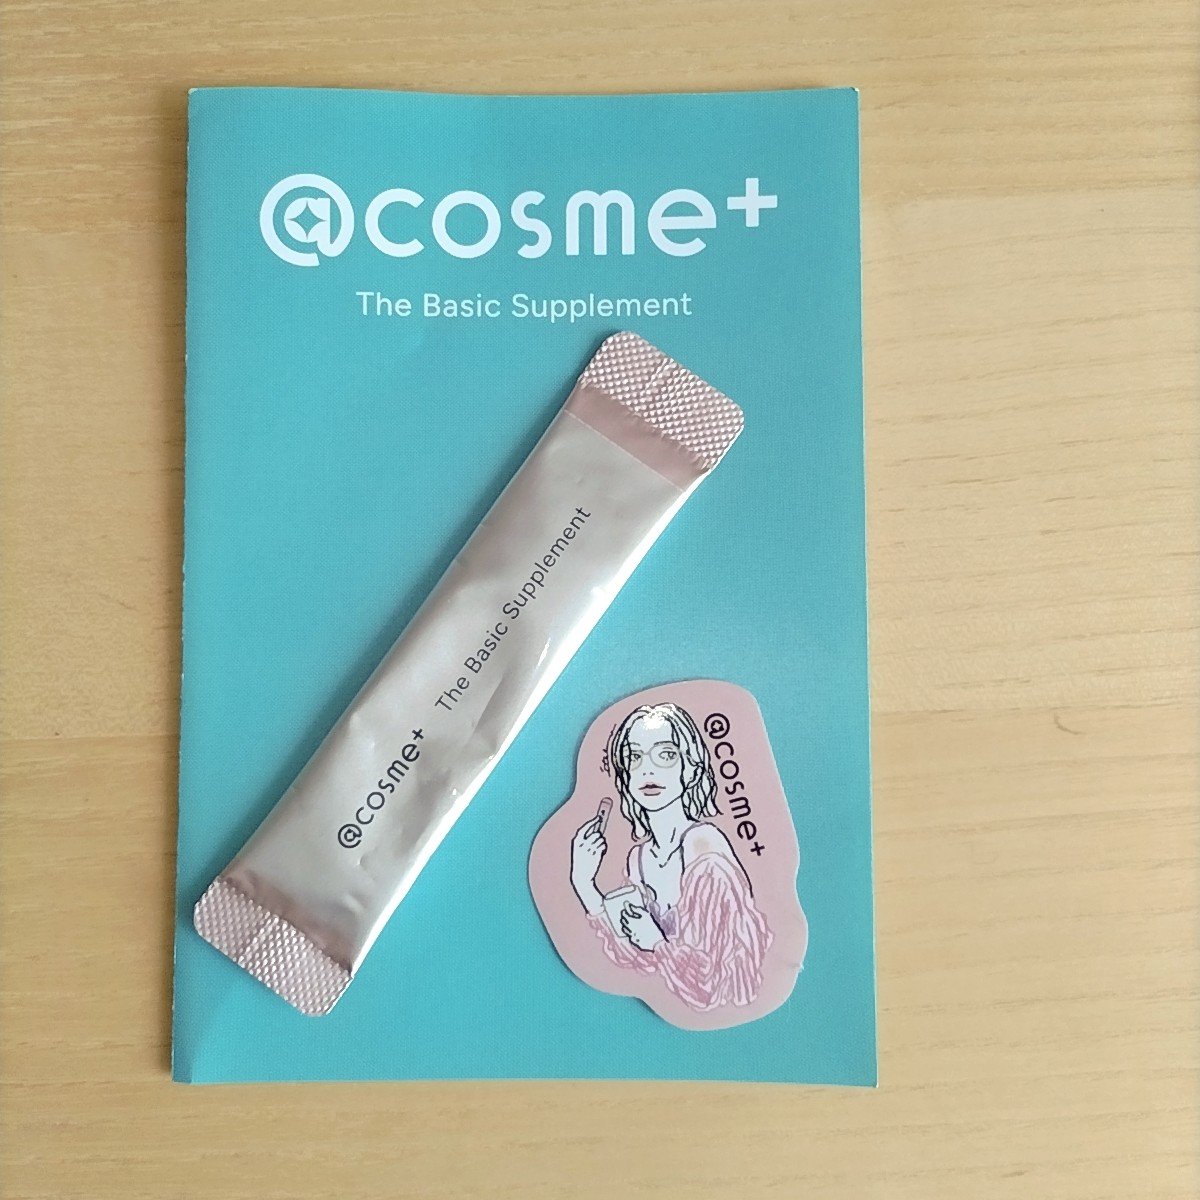 @cosme+
The Basic Supplement
@cosme+ The Basic Supplement
@cosme+